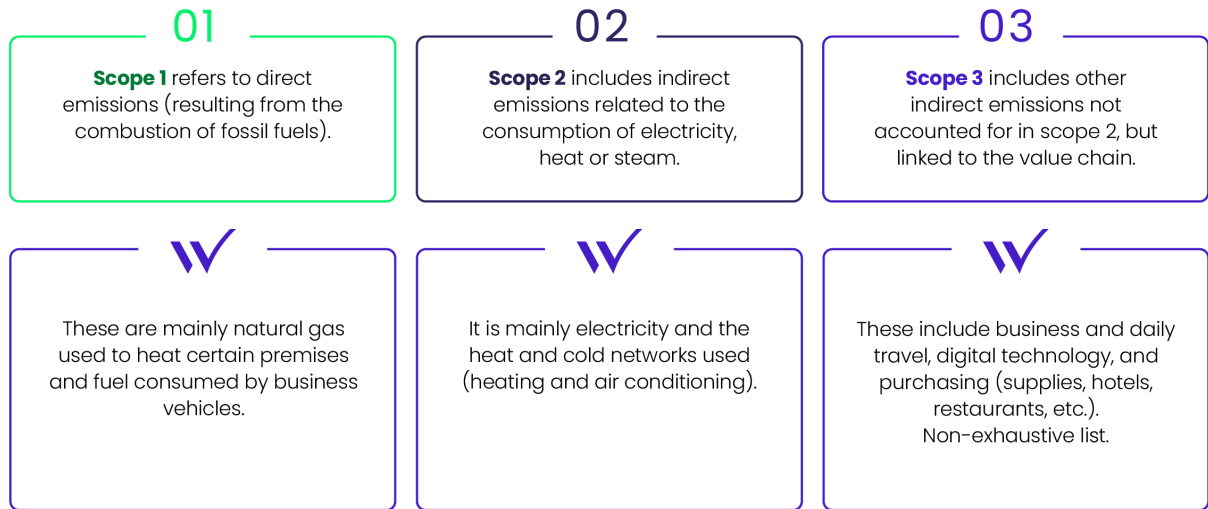 01
Scope 1 refers to direct
emissions (resulting from the
combustion of fossil fuels).
02
Scope 2 includes indirect
emissions related to the
consumption of electricity,
heat or steam.
03
Scope 3 includes other
indirect emissions not
accounted for in scope 2, but
linked to the value chain.
These are mainly natural gas
used to heat certain premises
and fuel consumed by business
vehicles.
It is mainly electricity and the
heat and cold networks used
(heating and air conditioning).
These include business and daily
travel, digital technology, and
purchasing (supplies, hotels,
restaurants, etc.).
Non-exhaustive list.